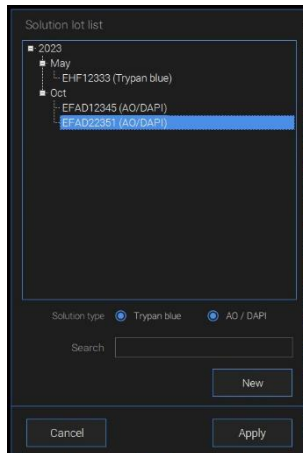 Solution lot list
2023
May
EHF12333 (Trypan blue)
Oct
EFAD12345 (AO/DAPI)
EFAD22351 (AO/DAPI)
Solution type Trypan blue AO / DAPI
Search
New
Cancel Apply